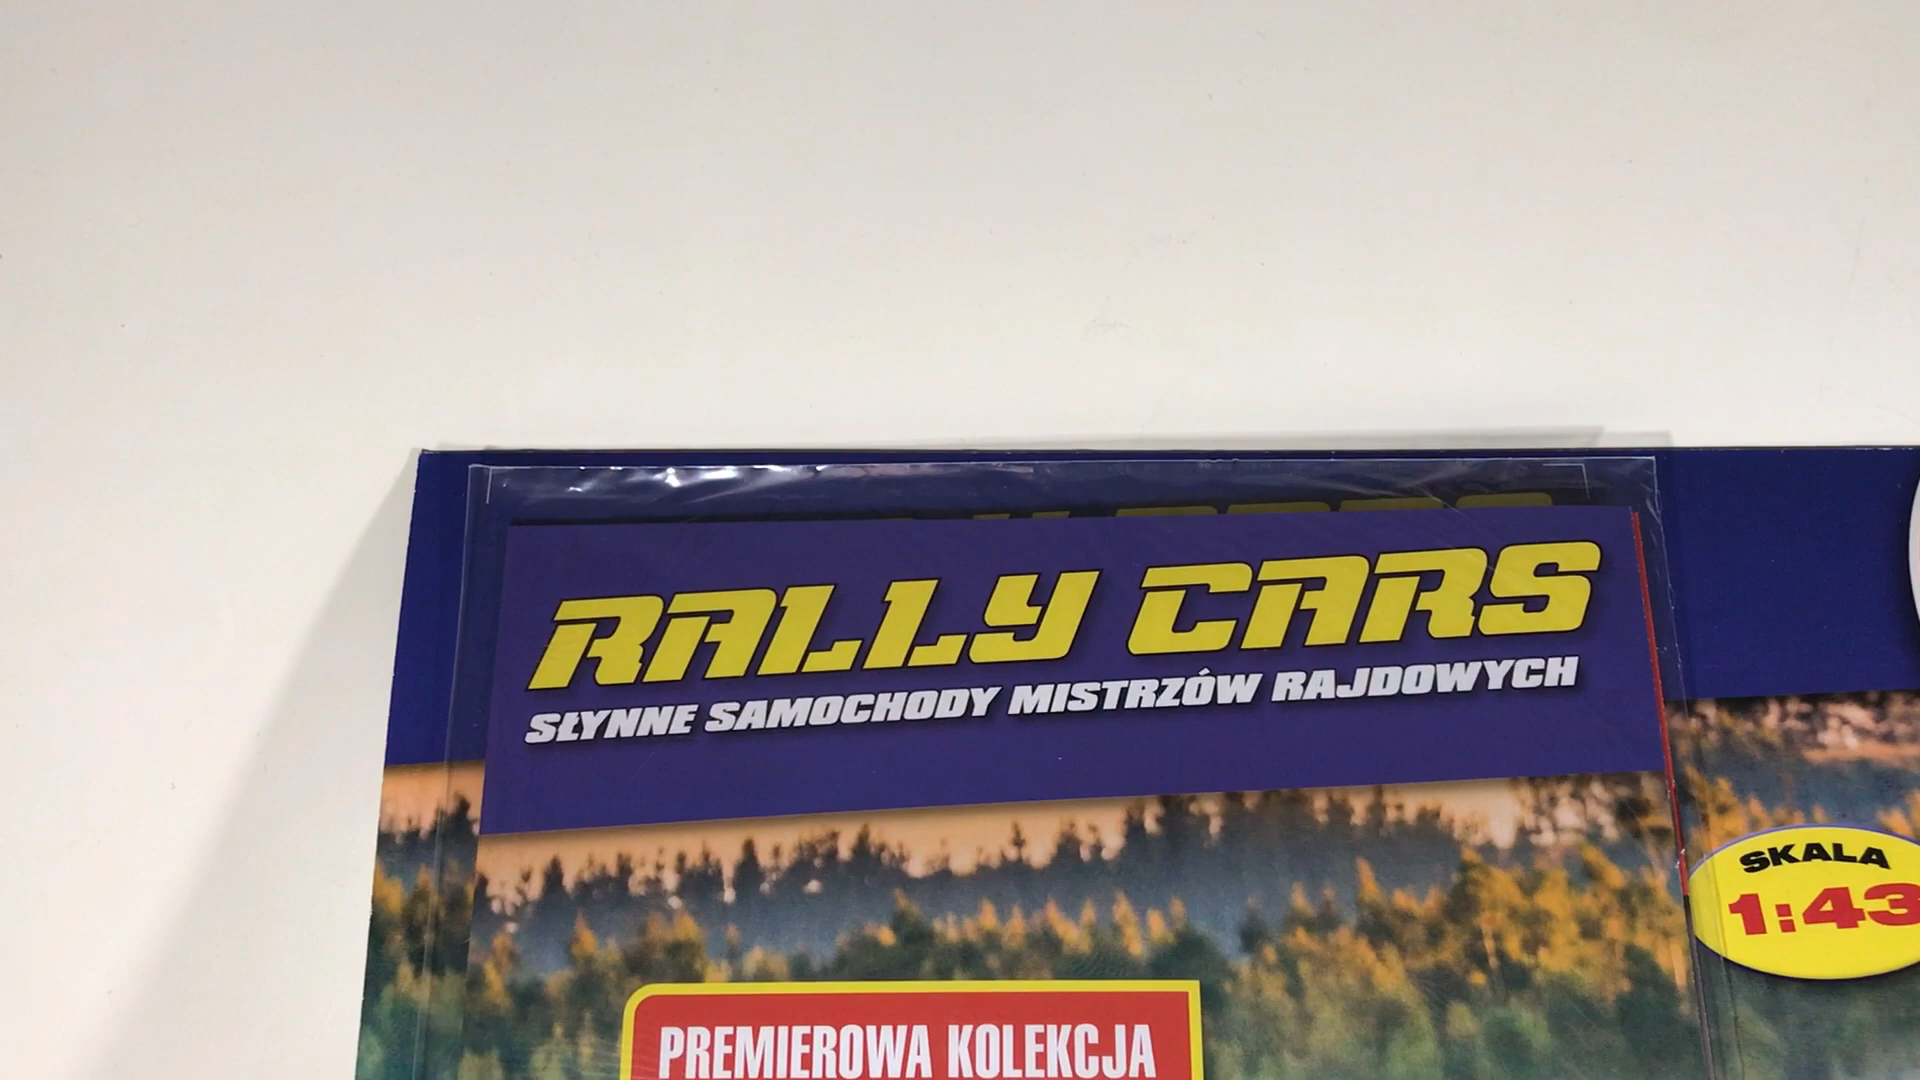 RALLY CARS
SŁYNNE SAMOCHODY MISTRZÓW RAJDOWYCH
SKALA
1:43
PREMIEROWA KOLEKCJA